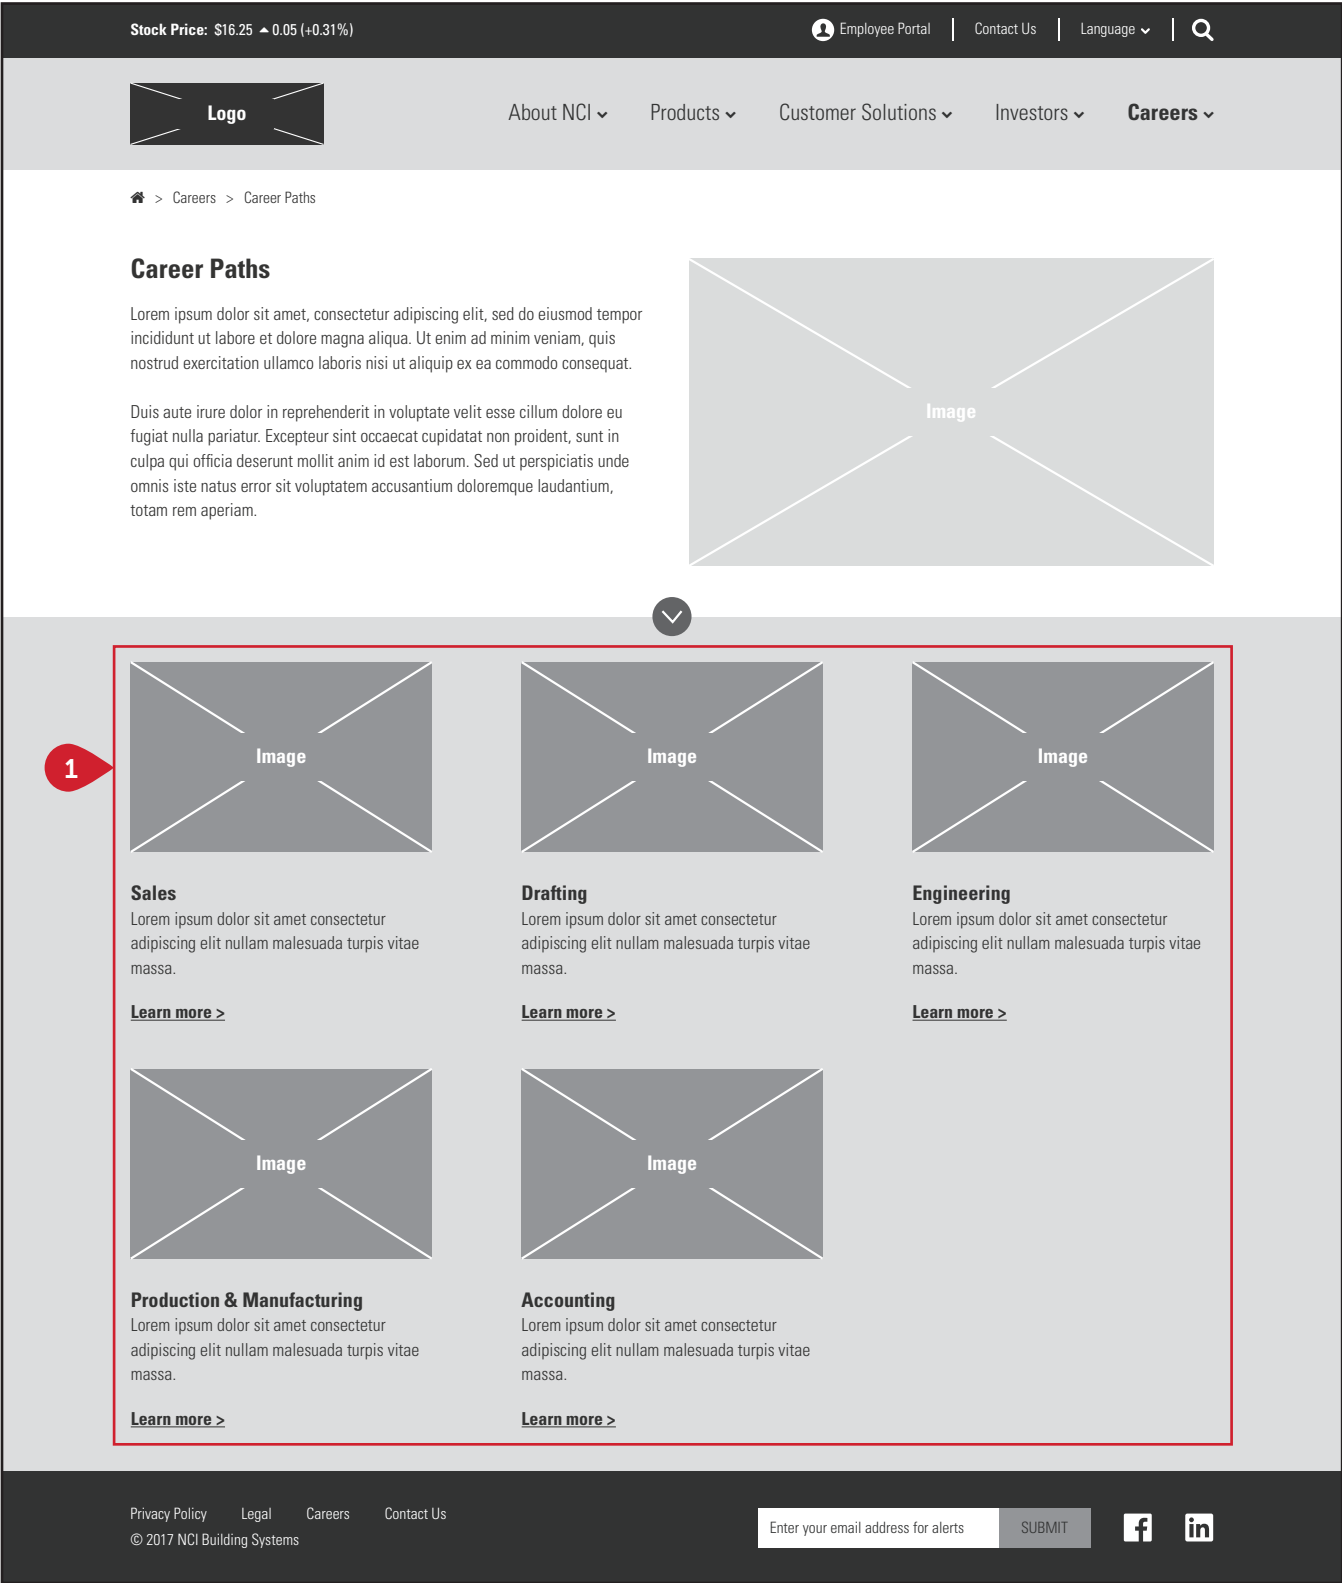 Stock Price: $16.25 0.05 (+0.31%)
Employee Portal
Contact Us
Language
Logo
About NCI
Products
Customer Solutions
Investors
Careers
> Careers > Career Paths
Career Paths
Lorem ipsum dolor sit amet, consectetur adipiscing elit, sed do eiusmod tempor
incididunt ut labore et dolore magna aliqua. Ut enim ad minim veniam, quis
nostrud exercitation ullamco laboris nisi ut aliquip ex ea commodo consequat.
Duis aute irure dolor in reprehenderit in voluptate velit esse cillum dolore eu
fugiat nulla pariatur. Excepteur sint occaecat cupidatat non proident, sunt in
culpa qui officia deserunt mollit anim id est laborum. Sed ut perspiciatis unde
omnis iste natus error sit voluptatem accusantium doloremque laudantium,
totam rem aperiam.
Image
1
Image
Sales
Lorem ipsum dolor sit amet consectetur
adipiscing elit nullam malesuada turpis vitae
massa.
Learn more >
Image
Drafting
Lorem ipsum dolor sit amet consectetur
adipiscing elit nullam malesuada turpis vitae
massa.
Learn more >
Image
Engineering
Lorem ipsum dolor sit amet consectetur
adipiscing elit nullam malesuada turpis vitae
massa.
Learn more >
Image
Production & Manufacturing
Lorem ipsum dolor sit amet consectetur
adipiscing elit nullam malesuada turpis vitae
massa.
Learn more >
Image
Accounting
Lorem ipsum dolor sit amet consectetur
adipiscing elit nullam malesuada turpis vitae
massa.
Learn more >
Privacy Policy Legal Careers Contact Us
© 2017 NCI Building Systems
Enter your email address for alerts
SUBMIT
f
in